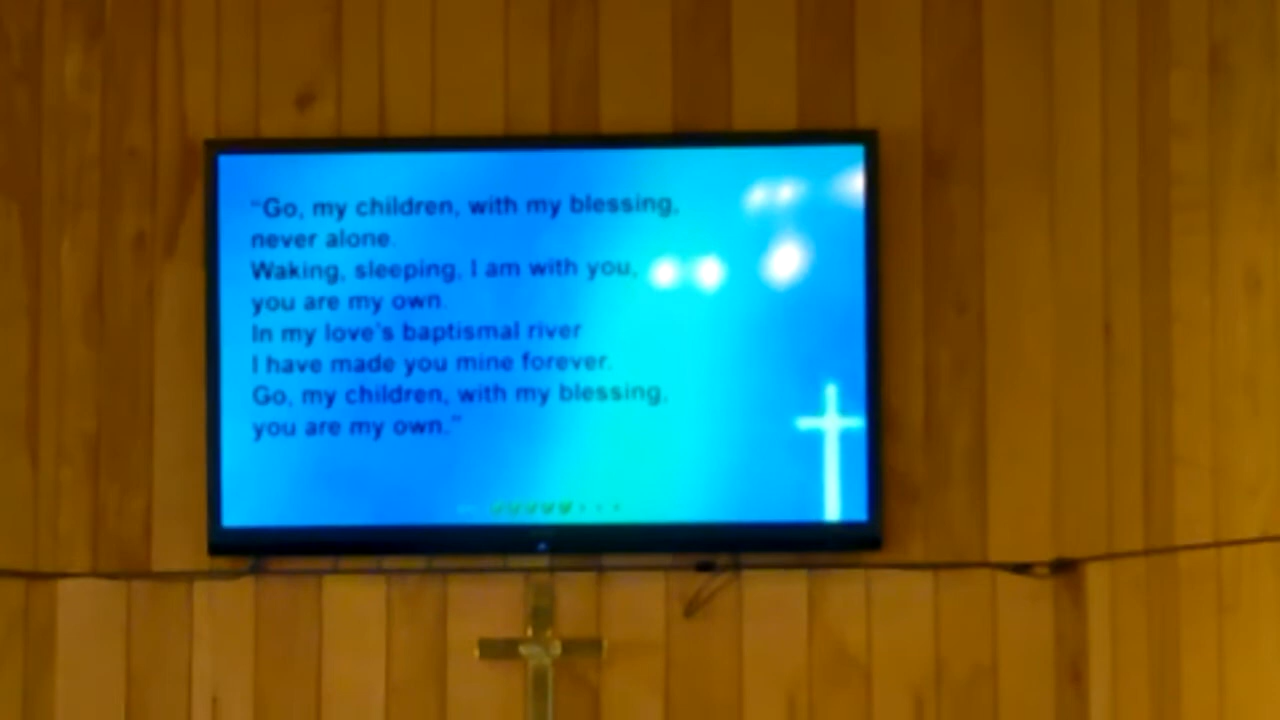 "Go, my children, with my blessing,
never alone.
Waking, sleeping, I am with you,
you are my own.
In my love's baptismal river
I have made you mine forever.
Go, my children, with my blessing,
you are my own."